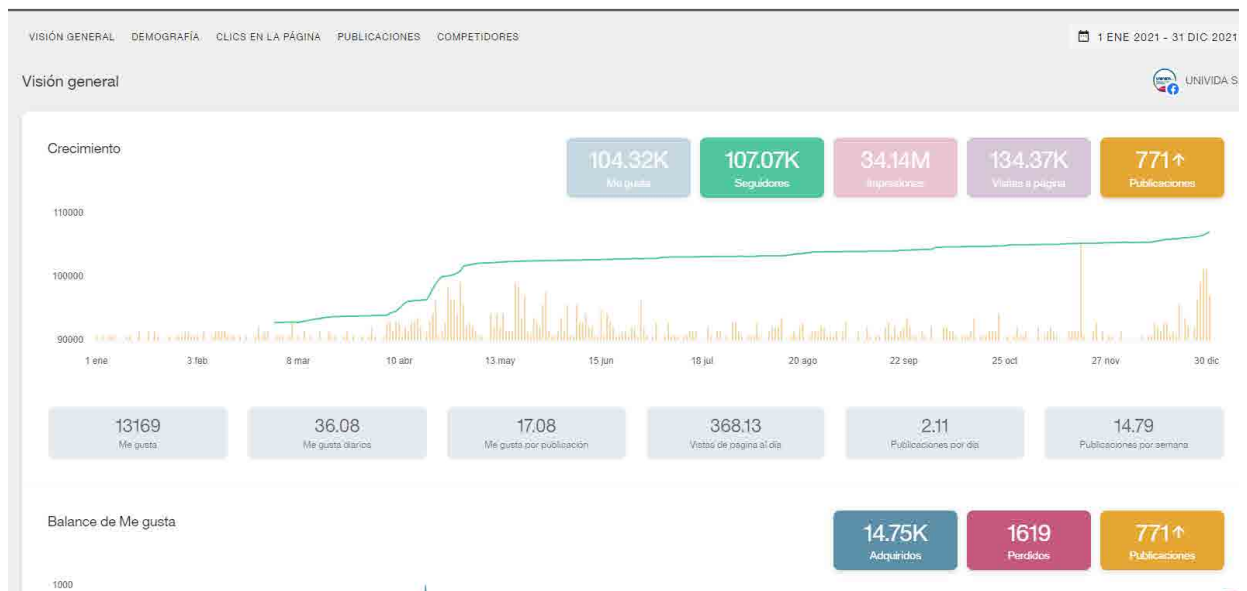 VISIÓN GENERAL DEMOGRAFÍA CLICS EN LA PÁGINA PUBLICACIONES COMPETIDORES
1 ENE 2021 - 31 DIC 2021
Visión general
UNIVIDA S
Crecimiento
104.32K
Me gusta
107.07K
Seguidores
34.14M
Impresiones
134.37K
Visitas a página
771↑
Publicaciones
110000
100000
90000
1 ene 3 feb 8 mar 10 abr 13 may 15 jun 18 jul 20 ago 22 sep 25 oct 27 nov 30 dic
13169
Me gusta
36.08
Me gusta diarios
17.08
Me gusta por publicación
368.13
Vistas de página al día
2.11
Publicaciones por día
14.79
Publicaciones por semana
Balance de Me gusta
14.75K
Adquiridos
1619
Perdidos
771↑
Publicaciones
1000